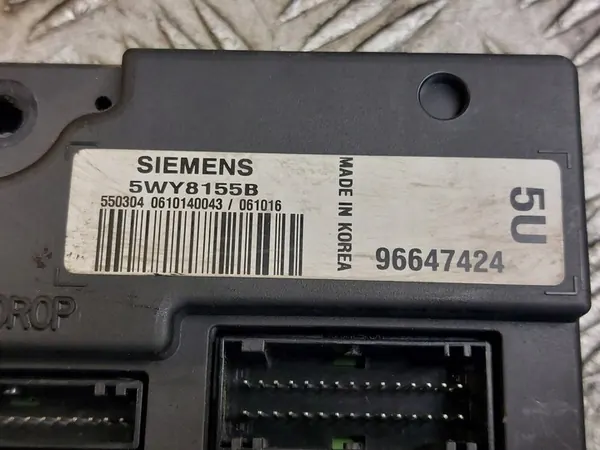 SIEMENS
5WY8155B
550304 0610140043 / 061016
MADE IN KOREA
5U
96647424
DROP